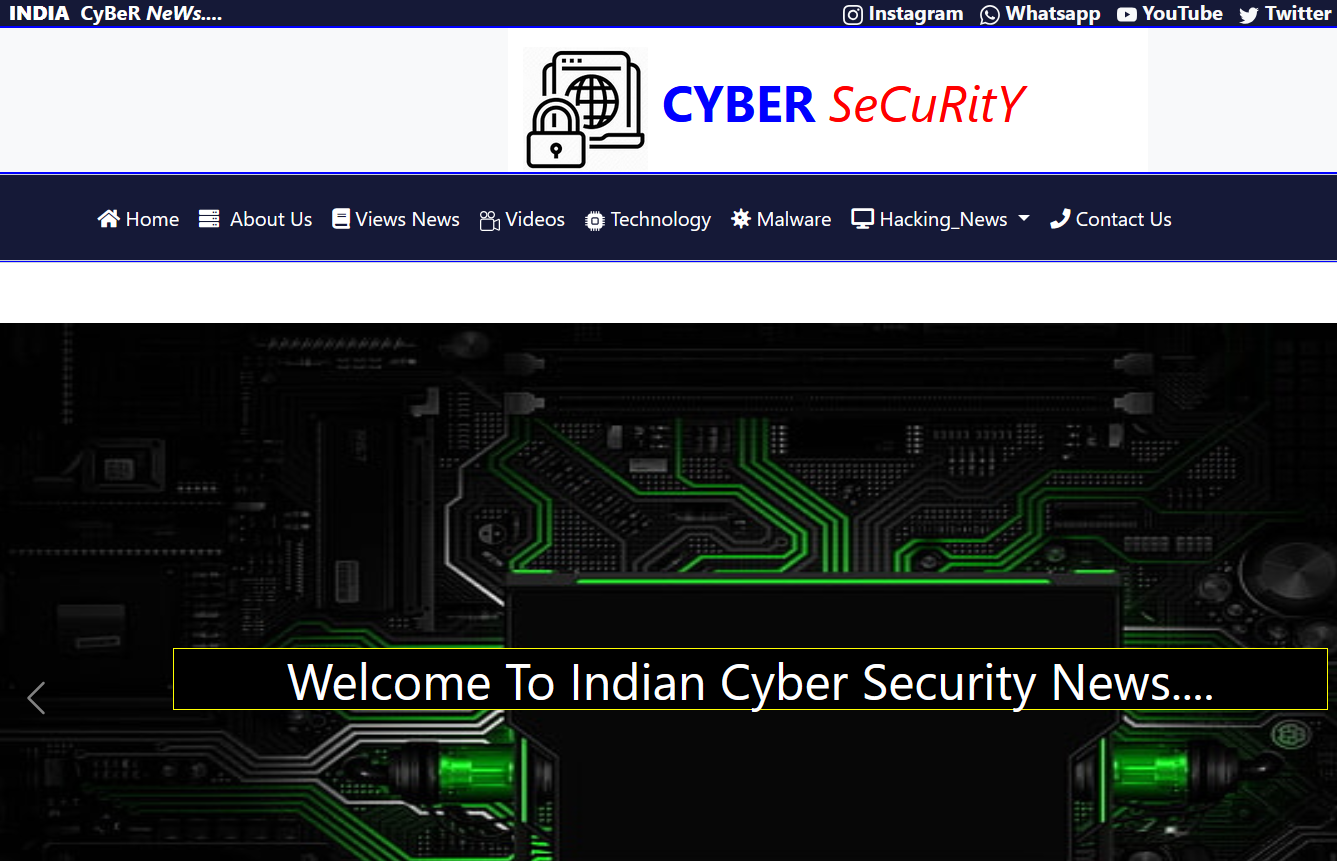 INDIA CyBeR NeWs.... Instagram Whatsapp YouTube Twitter
CYBER SeCuRitY
Home About Us Views News Videos Technology Malware Hacking_News Contact Us
Welcome To Indian Cyber Security News....